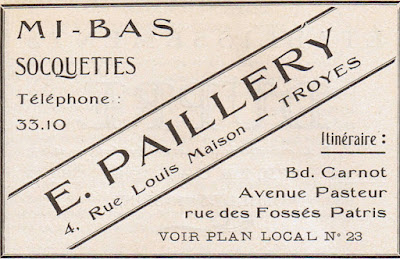 MI-BAS
SOCQUETTES
Téléphone :
33.10
E. PAILLERY
4, Rue Louis Maison — TROYES
Itinéraire :
Bd. Carnot
Avenue Pasteur
rue des Fossés Patris
VOIR PLAN LOCAL N° 23